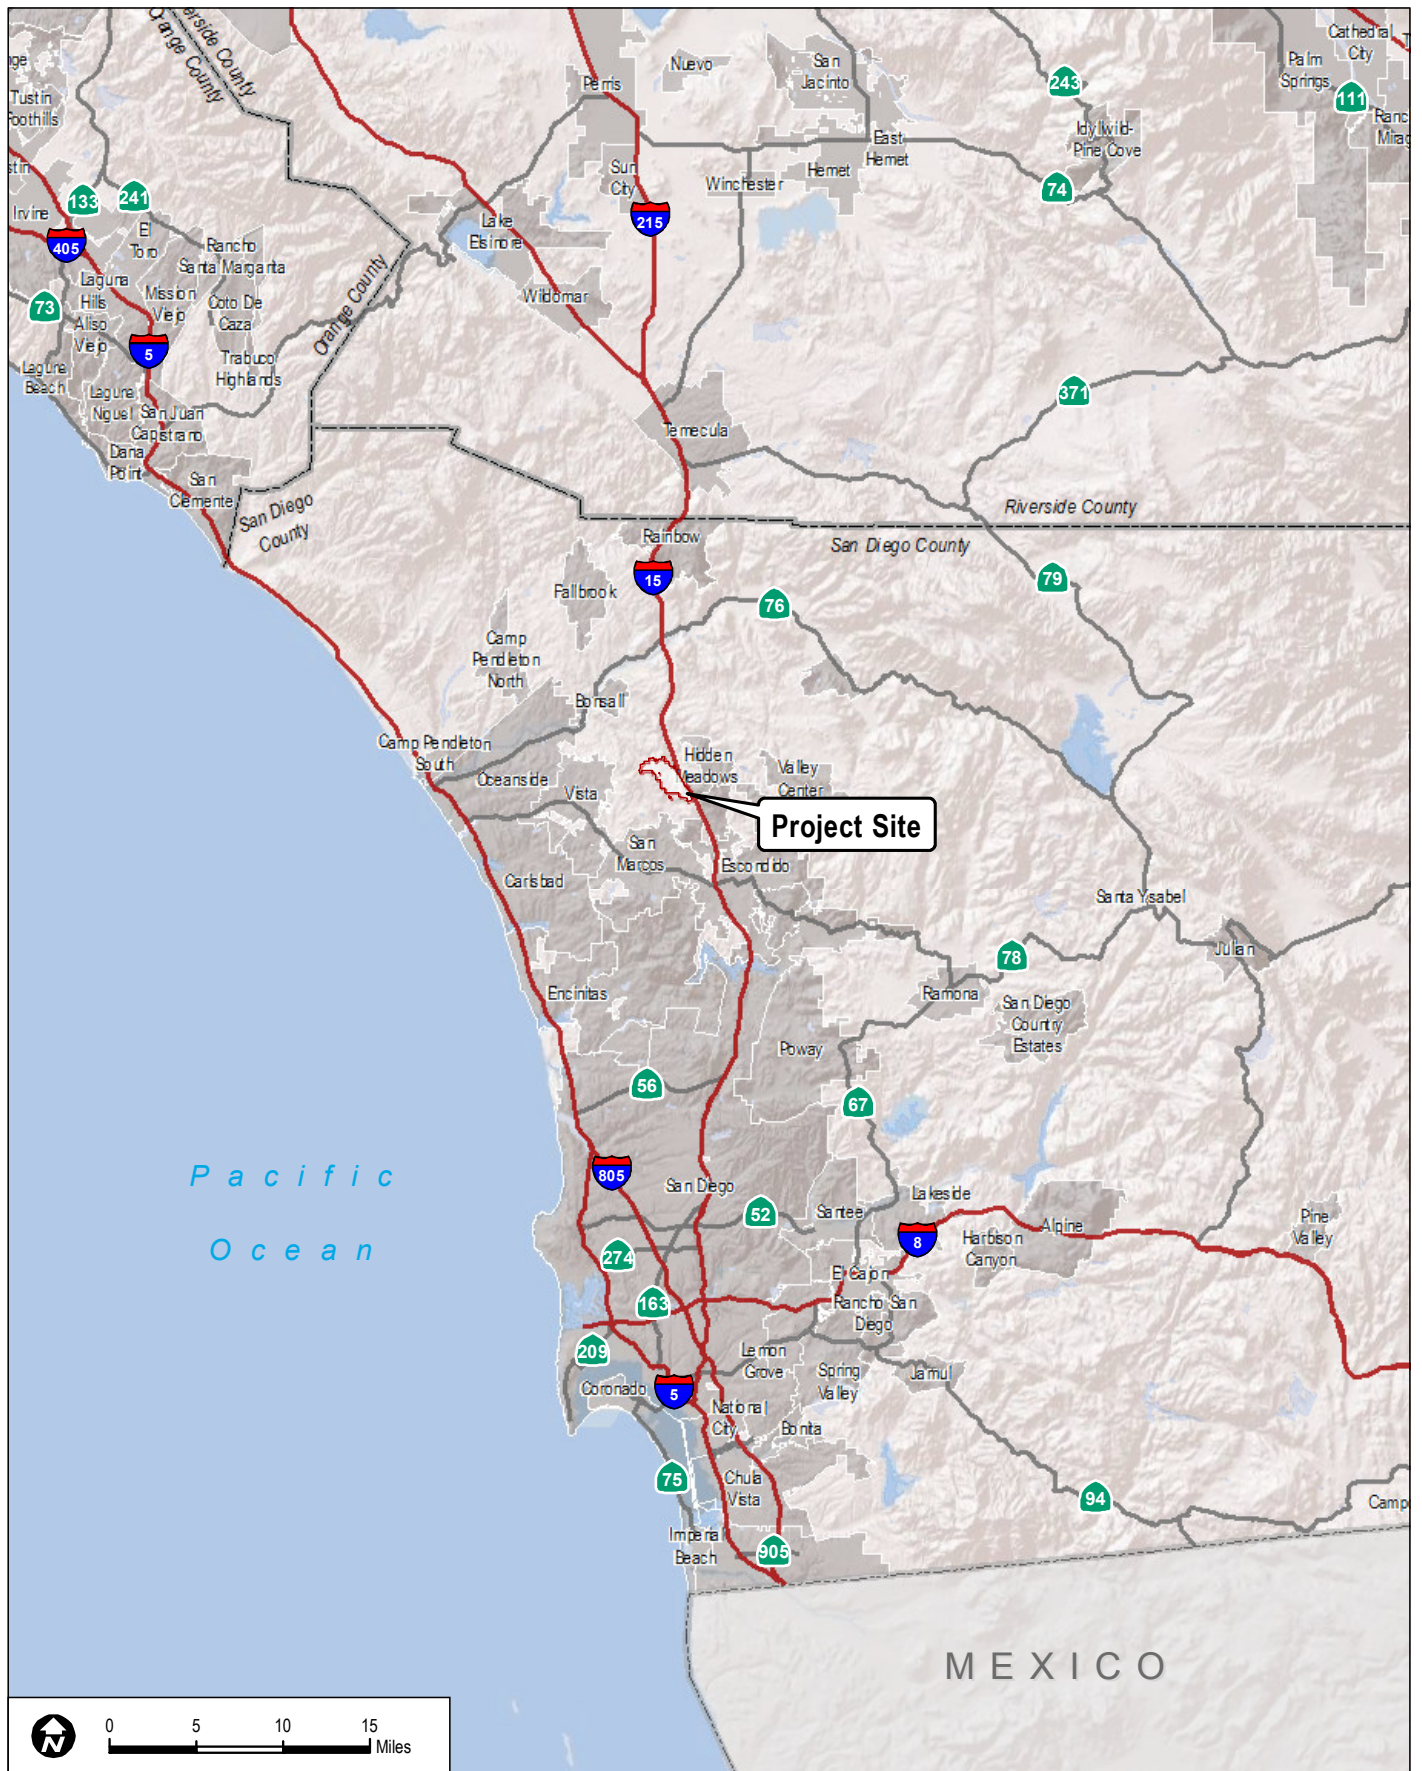 Riverside County
Orange County
Tustin
Foothills
Perris
Nuevo
San
Jacinto
243
Cathedral
City
Palm
Springs
111
Idyllwild-
Pine Cove
East
Hemet
Hemet
Sun
City
Winchester
74
133
241
Irvine
405
El
Toro
Rancho
Santa Margarita
Lake
Elsinore
215
Laguna
Hills
Mission
Viejo
Coto De
Caza
73
Aliso
Viejo
Orange County
Wildomar
5
Laguna
Beach
Trabuco
Highlands
Laguna
Niguel
San Juan
Capistrano
371
Temecula
Dana
Point
San
Clemente
San Diego
County
Riverside County
San Diego County
Rainbow
15
Fallbrook
76
79
Camp
Pendleton
North
Bonsall
Camp Pendleton
South
Hidden
Meadows
Valley
Center
Oceanside
Vista
Project Site
San
Marcos
Escondido
Carlsbad
Santa Ysabel
Julian
78
Encinitas
Ramona
San Diego
Country
Estates
Poway
56
67
Pacific
Ocean
805
San Diego
Lakeside
52
Santee
Alpine
Pine
Valley
8
Harbison
Canyon
274
El Cajon
163
Rancho San
Diego
209
Lemon
Grove
Spring
Valley
Jamul
Coronado
5
National
City
Bonita
75
Chula
Vista
94
Imperial
Beach
905
MEXICO
N
0 5 10 15
Miles